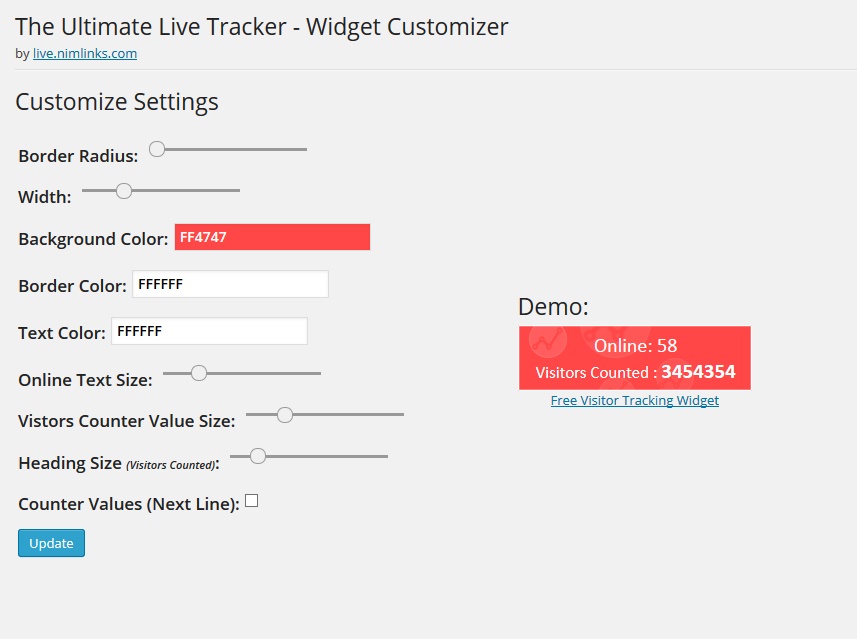 The Ultimate Live Tracker - Widget Customizer
by live.nimlinks.com
Customize Settings
Border Radius:
Width:
Background Color: FF4747
Border Color: FFFFFF
Text Color: FFFFFF
Online Text Size:
Vistors Counter Value Size:
Heading Size (Visitors Counted):
Counter Values (Next Line):
Update
Demo:
Online: 58
Visitors Counted : 3454354
Free Visitor Tracking Widget